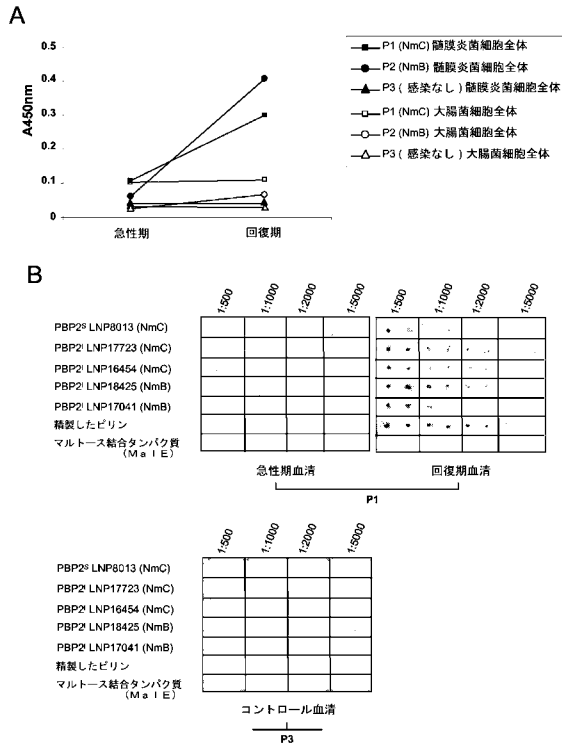 A
A450nm
0.5
0.4
0.3
0.2
0.1
0
急性期
回復期
P1 (NmC) 髄膜炎菌細胞全体
P2 (NmB) 髄膜炎菌細胞全体
P3 ( 感染なし ) 髄膜炎菌細胞全体
P1 (NmC) 大腸菌細胞全体
P2 (NmB) 大腸菌細胞全体
P3 ( 感染なし ) 大腸菌細胞全体
B
1:500 1:1000 1:2000 1:5000 1:500 1:1000 1:2000 1:5000
PBP2ˢ LNP8013 (NmC)
PBP2ᴵ LNP17723 (NmC)
PBP2ᴵ LNP16454 (NmC)
PBP2ᴵ LNP18425 (NmB)
PBP2ᴵ LNP17041 (NmB)
精製したピリン
マルトース結合タンパク質
(MalE)
急性期血清
回復期血清
P1
1:500 1:1000 1:2000 1:5000
PBP2ˢ LNP8013 (NmC)
PBP2ᴵ LNP17723 (NmC)
PBP2ᴵ LNP16454 (NmC)
PBP2ᴵ LNP18425 (NmB)
PBP2ᴵ LNP17041 (NmB)
精製したピリン
マルトース結合タンパク質
(MalE)
コントロール血清
P3